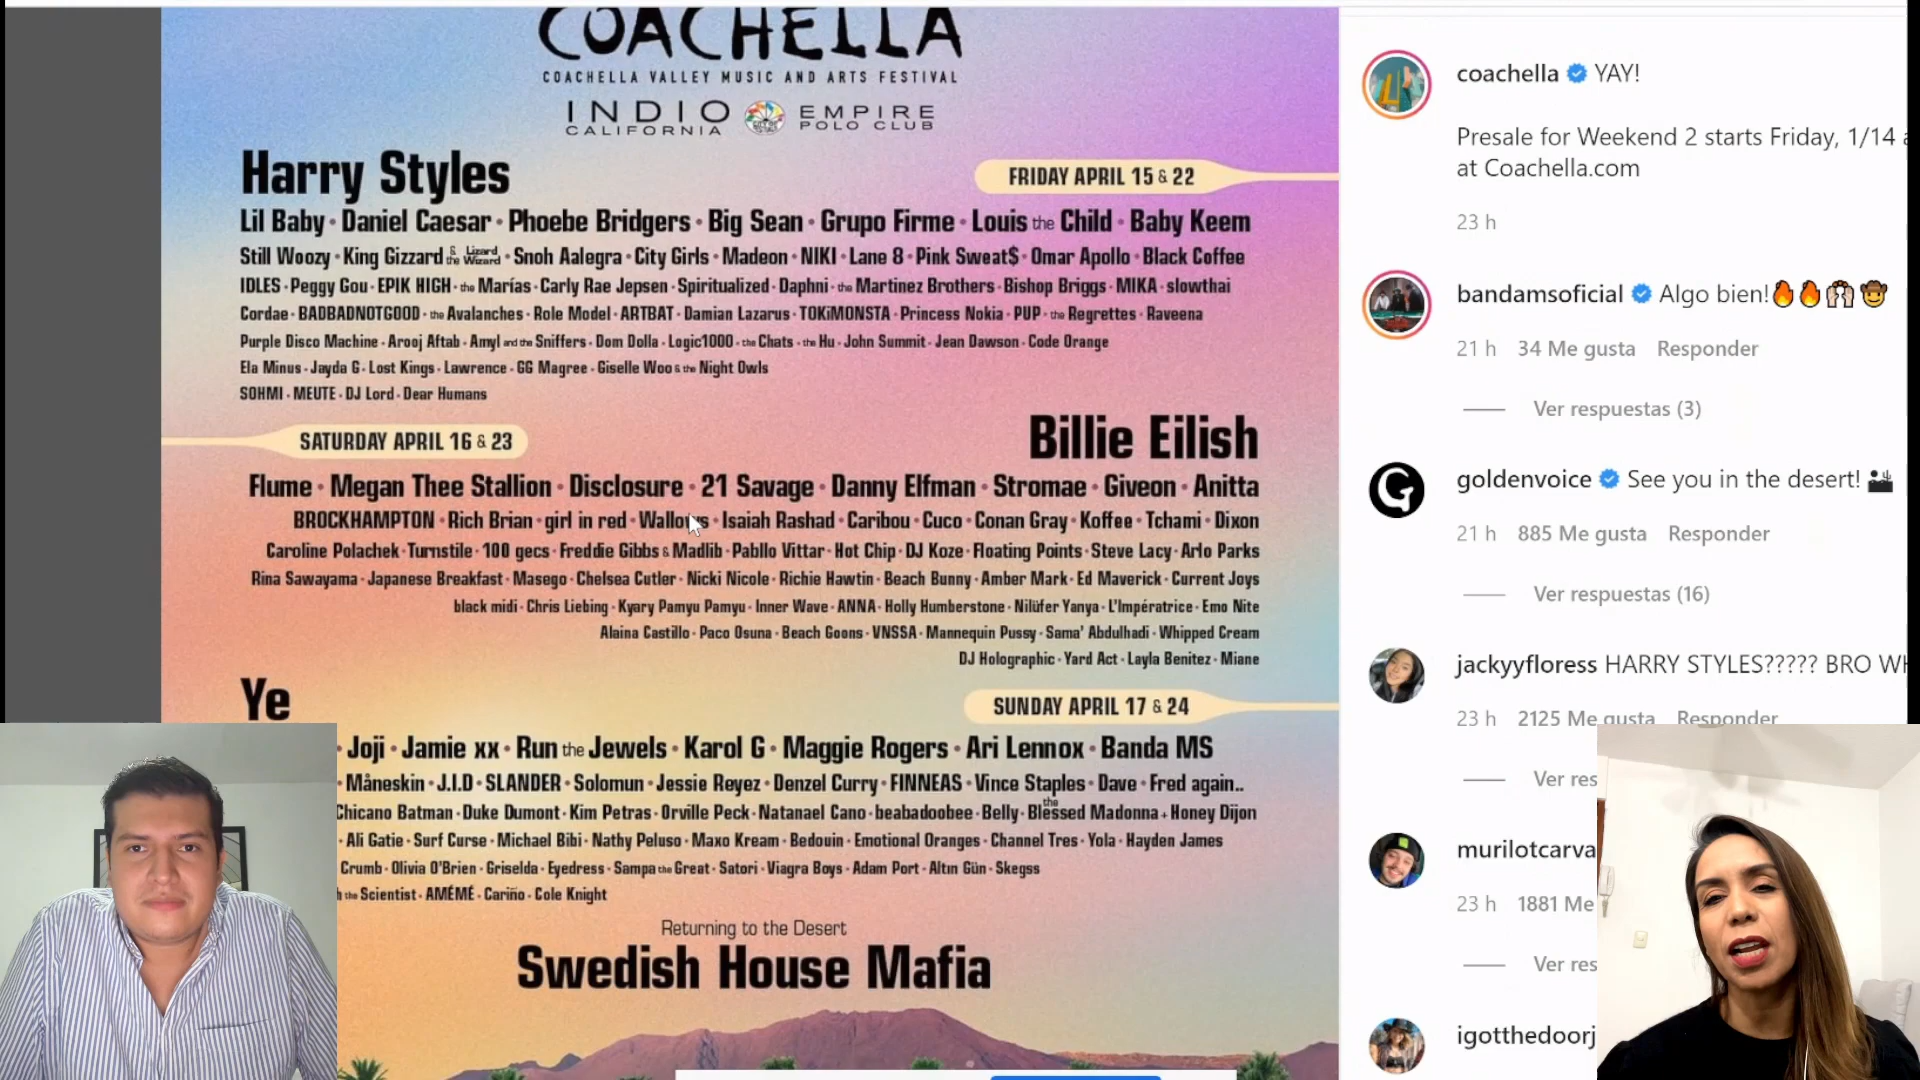 COACHELLA
COACHELLA VALLEY MUSIC AND ARTS FESTIVAL
INDIO CALIFORNIA EMPIRE POLO CLUB
Harry Styles
FRIDAY APRIL 15 & 22
Lil Baby • Daniel Caesar • Phoebe Bridgers • Big Sean • Grupo Firme • Louis the Child • Baby Keem
Still Woozy • King Gizzard & the Lizard Wizard • Snoh Aalegra • City Girls • Madeon • NIKI • Lane 8 • Pink Sweat$ • Omar Apollo • Black Coffee
IDLES • Peggy Gou • EPIK HIGH • the Marías • Carly Rae Jepsen • Spiritualized • Daphni • the Martinez Brothers • Bishop Briggs • MIKA • slowthai
Cordae • BADBADNOTGOOD • the Avalanches • Role Model • ARTBAT • Damian Lazarus • TOKiMONSTA • Princess Nokia • PUP • the Regrettes • Raveena
Purple Disco Machine • Arooj Aftab • Amyl and the Sniffers • Dom Dolla • Logic1000 • the Chats • the Hu • John Summit • Jean Dawson • Code Orange
Ela Minus • Jayda G • Lost Kings • Lawrence • GG Magree • Giselle Woo & the Night Owls
SOHMI • MEUTE • DJ Lord • Dear Humans
SATURDAY APRIL 16 & 23
Billie Eilish
Flume • Megan Thee Stallion • Disclosure • 21 Savage • Danny Elfman • Stromae • Giveon • Anitta
BROCKHAMPTON • Rich Brian • girl in red • Wallows • Isaiah Rashad • Caribou • Cuco • Conan Gray • Koffee • Tchami • Dixon
Caroline Polachek • Turnstile • 100 gecs • Freddie Gibbs & Madlib • Pabllo Vittar • Hot Chip • DJ Koze • Floating Points • Steve Lacy • Arlo Parks
Rina Sawayama • Japanese Breakfast • Masego • Chelsea Cutler • Nicki Nicole • Richie Hawtin • Beach Bunny • Amber Mark • Ed Maverick • Current Joys
black midi • Chris Liebing • Kyary Pamyu Pamyu • Inner Wave • ANNA • Holly Humberstone • Nilüfer Yanya • L'Impératrice • Emo Nite
Alaina Castillo • Paco Osuna • Beach Goons • VNSSA • Mannequin Pussy • Sama' Abdulhadi • Whipped Cream
DJ Holographic • Yard Act • Layla Benitez • Miane
Ye
SUNDAY APRIL 17 & 24
• Joji • Jamie xx • Run the Jewels • Karol G • Maggie Rogers • Ari Lennox • Banda MS
• Måneskin • J.I.D • SLANDER • Solomun • Jessie Reyez • Denzel Curry • FINNEAS • Vince Staples • Dave • Fred again..
Chicano Batman • Duke Dumont • Kim Petras • Orville Peck • Natanael Cano • beabadoobee • Belly • the Blessed Madonna + Honey Dijon
• Ali Gatie • Surf Curse • Michael Bibi • Nathy Peluso • Maxo Kream • Bedouin • Emotional Oranges • Channel Tres • Yola • Hayden James
Crumb • Olivia O'Brien • Griselda • Eyedress • Sampa the Great • Satori • Viagra Boys • Adam Port • Altın Gün • Skegss
the Scientist • AMÉMÉ • Cariño • Cole Knight
Returning to the Desert
Swedish House Mafia
coachella YAY!
Presale for Weekend 2 starts Friday, 1/14
at Coachella.com
23 h
bandamsoficial Algo bien!🔥🔥🙌🏻🤠
21 h 34 Me gusta Responder
Ver respuestas (3)
goldenvoice See you in the desert! 🏜
21 h 885 Me gusta Responder
Ver respuestas (16)
jackyyfloress HARRY STYLES????? BRO
23 h 2125 Me gusta Responder
Ver
murilotcarva
23 h 1881 Me
Ver
igotthedoorj